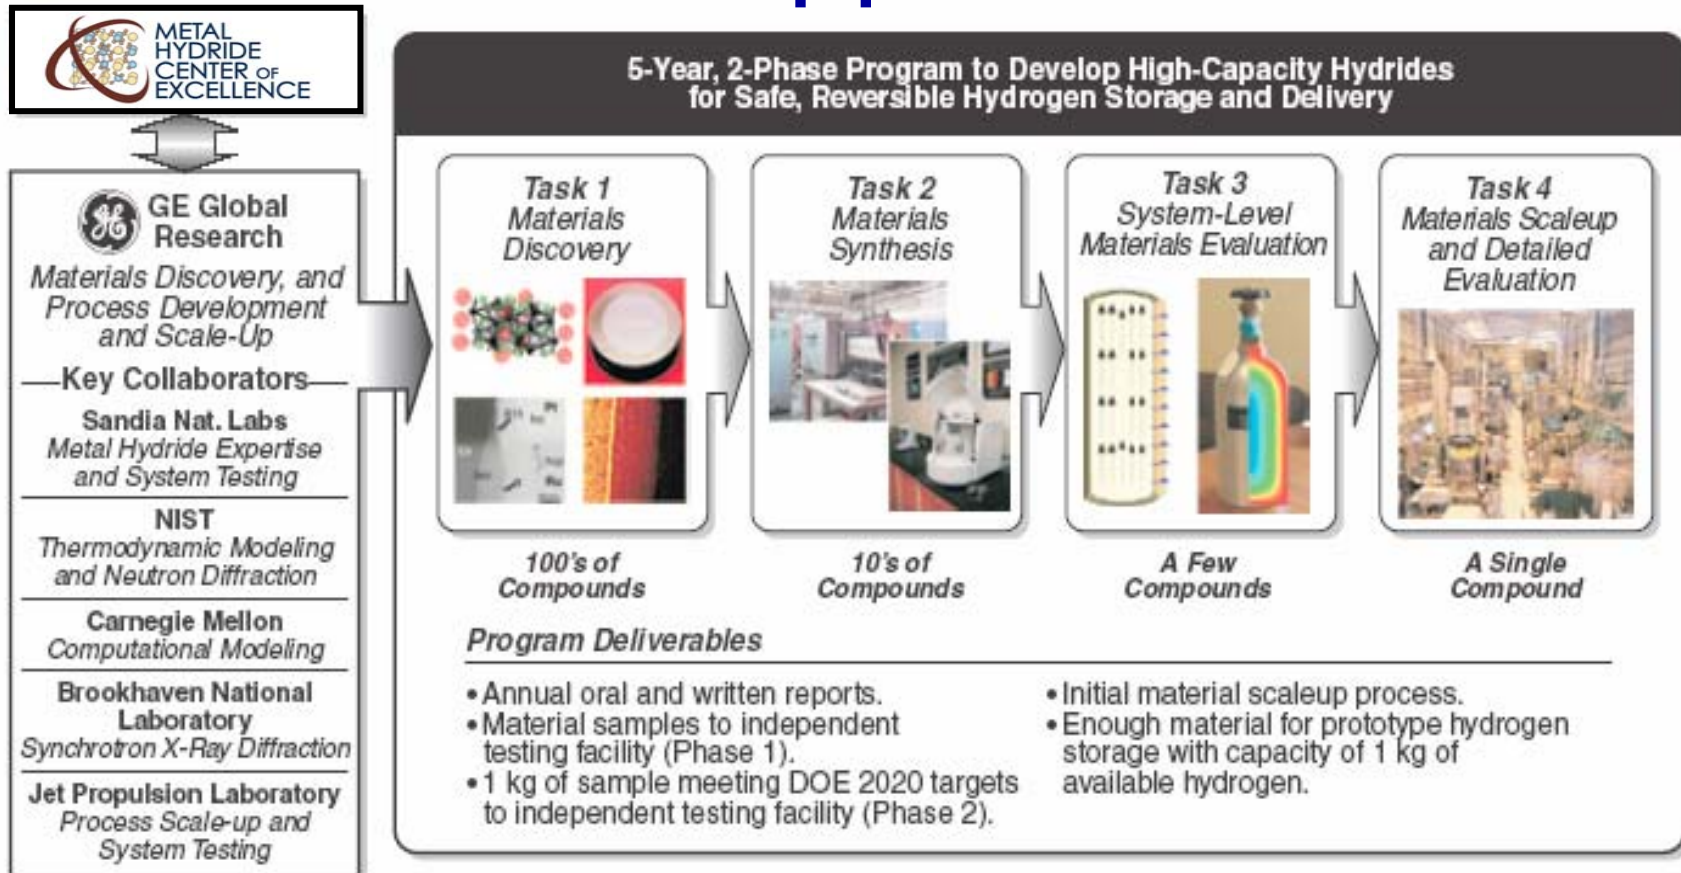 METAL
HYDRIDE
CENTER OF
EXCELLENCE
GE Global
Research
Materials Discovery, and
Process Development
and Scale-Up
Key Collaborators
Sandia Nat. Labs
Metal Hydride Expertise
and System Testing
NIST
Thermodynamic Modeling
and Neutron Diffraction
Carnegie Mellon
Computational Modeling
Brookhaven National
Laboratory
Synchrotron X-Ray Diffraction
Jet Propulsion Laboratory
Process Scale-up and
System Testing
5-Year, 2-Phase Program to Develop High-Capacity Hydrides
for Safe, Reversible Hydrogen Storage and Delivery
Task 1
Materials
Discovery
100's of
Compounds
Task 2
Materials
Synthesis
10's of
Compounds
Task 3
System-Level
Materials Evaluation
A Few
Compounds
Task 4
Materials Scaleup
and Detailed
Evaluation
A Single
Compound
Program Deliverables
• Annual oral and written reports.
• Material samples to independent
testing facility (Phase 1).
• 1 kg of sample meeting DOE 2020 targets
to independent testing facility (Phase 2).
• Initial material scaleup process.
• Enough material for prototype hydrogen
storage with capacity of 1 kg of
available hydrogen.